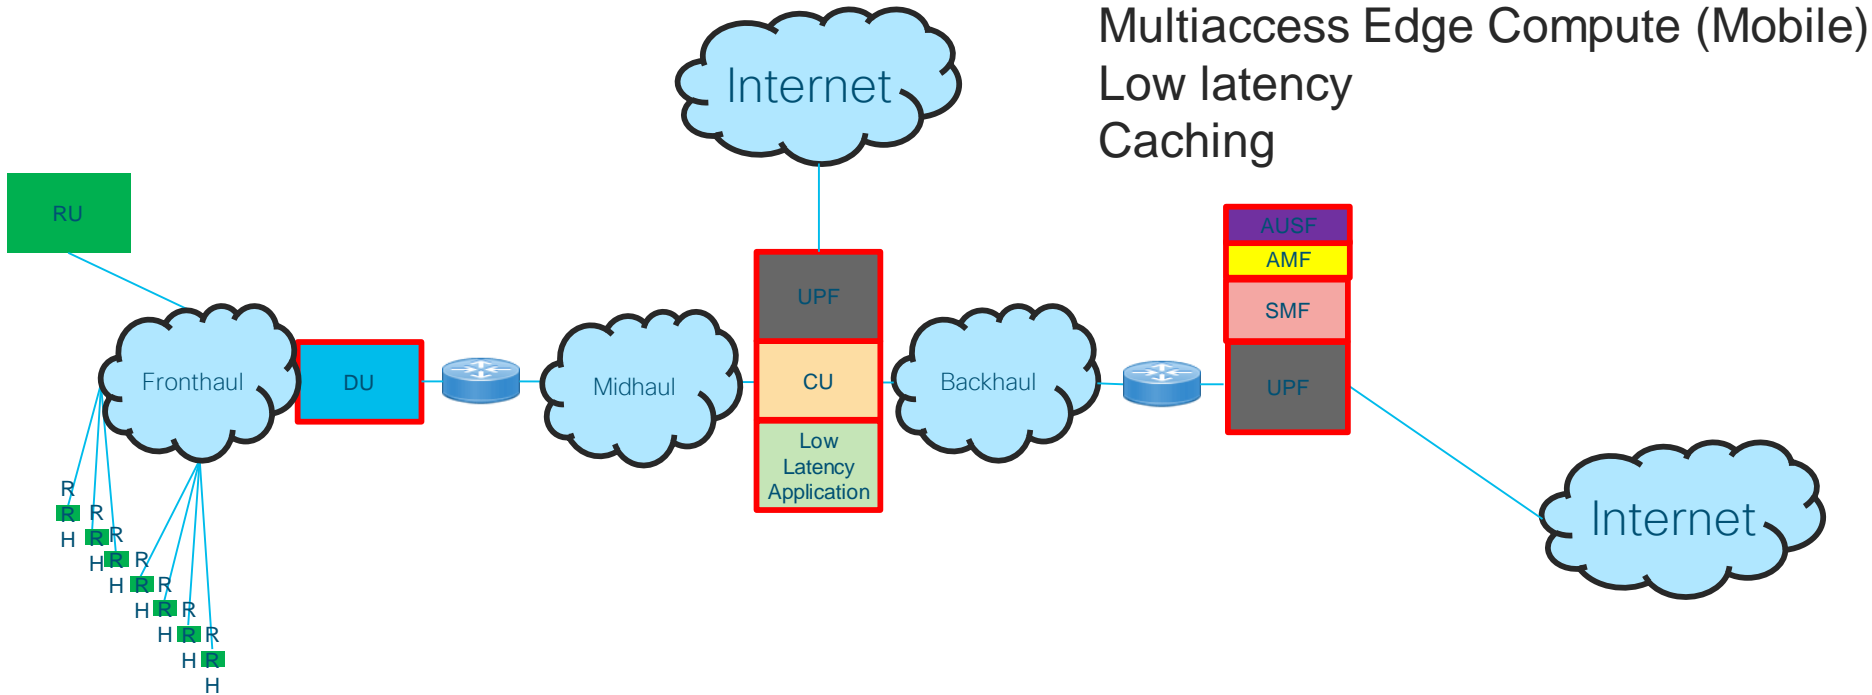 Multiaccess Edge Compute (Mobile)
Low latency
Caching
Internet
RU
AUSF
AMF
SMF
UPF
UPF
Fronthaul
DU
Midhaul
CU
Backhaul
Low
Latency
Application
Internet
R
R
H
R
R
H
R
R
H
R
R
H
R
R
H
R
R
H
R
R
H